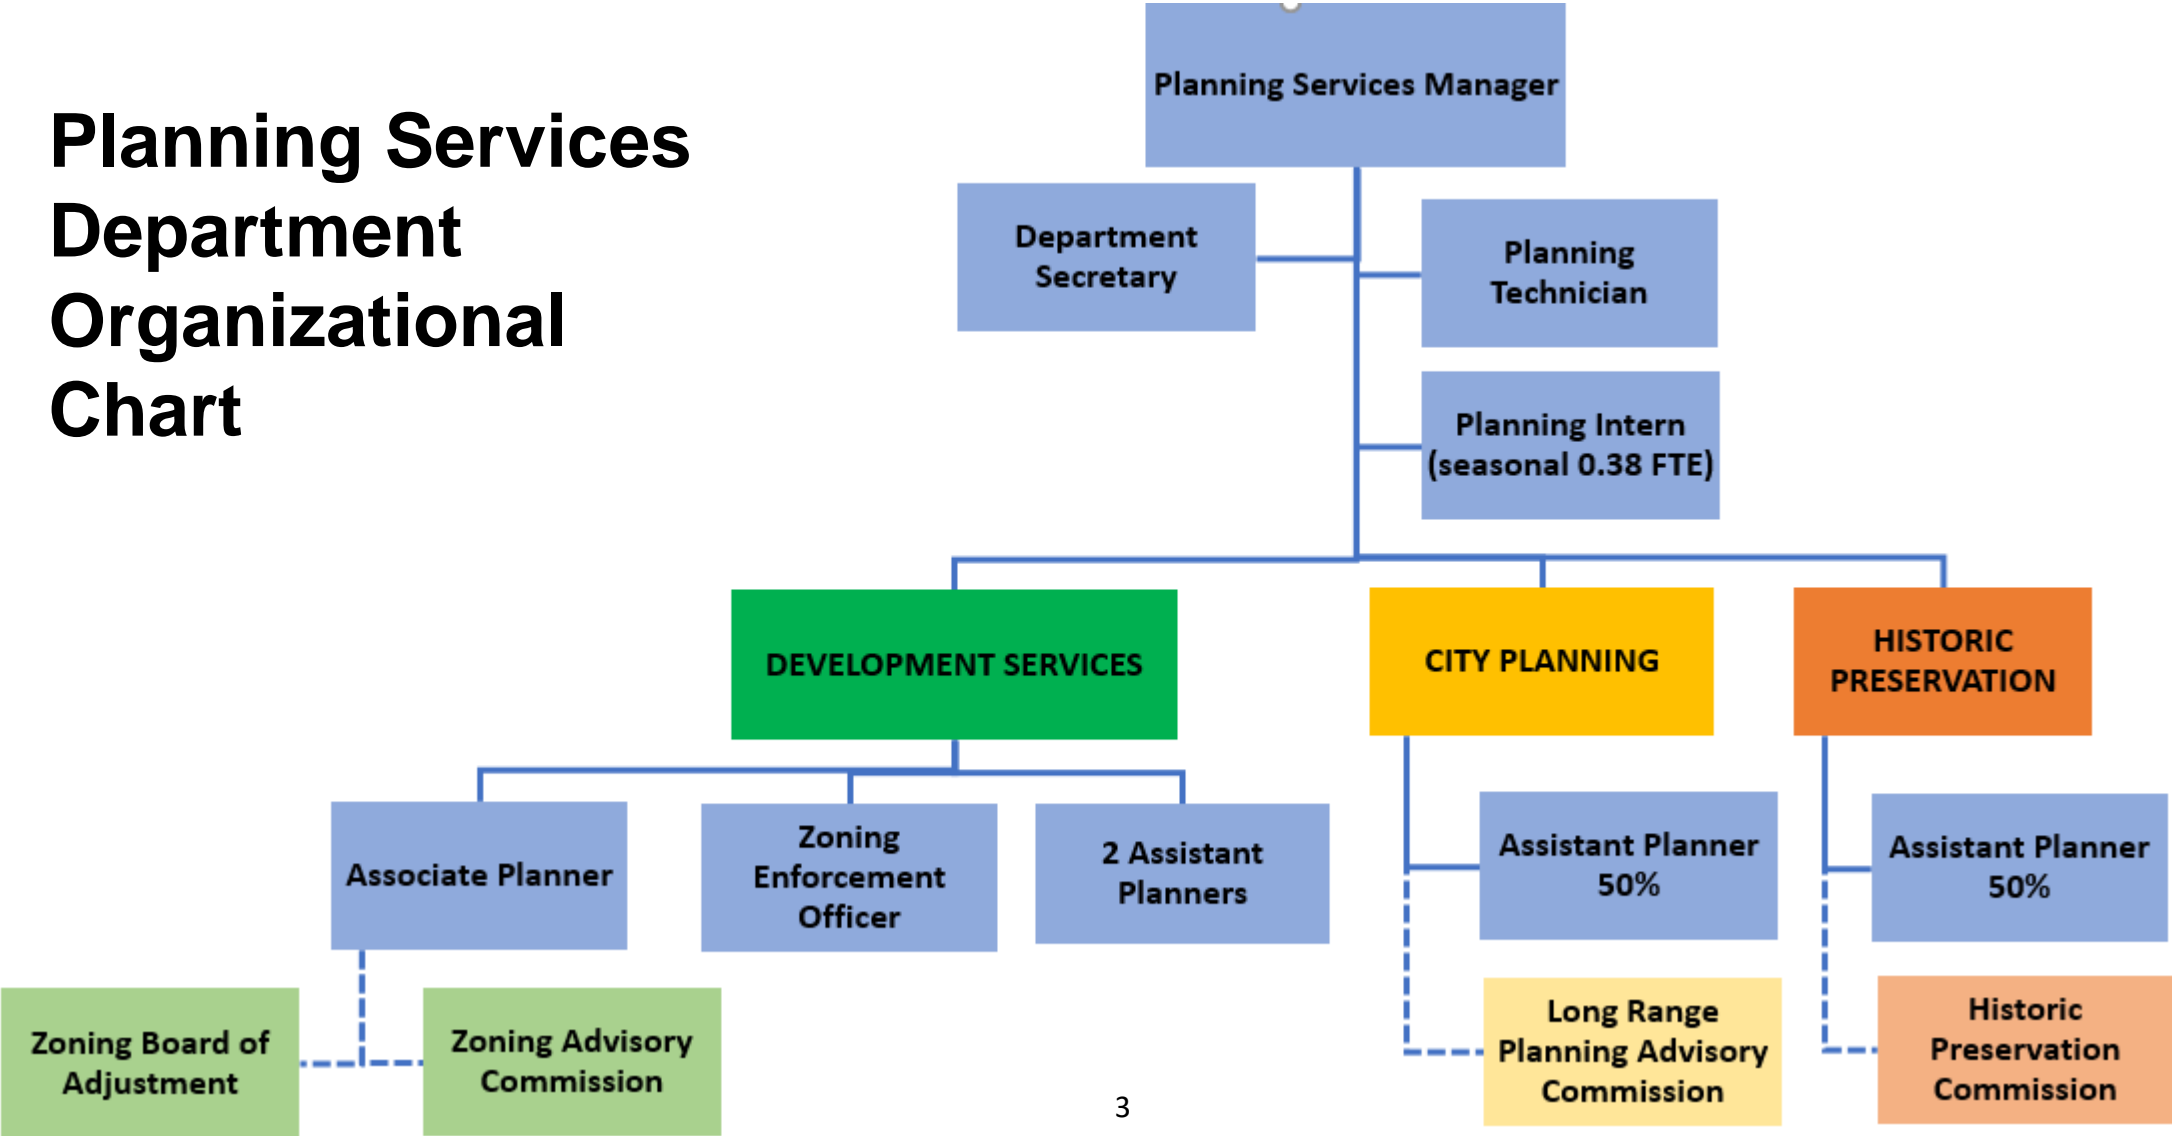 Planning Services
Department
Organizational
Chart
Planning Services Manager
Department
Secretary
Planning
Technician
Planning Intern
(seasonal 0.38 FTE)
DEVELOPMENT SERVICES
CITY PLANNING
HISTORIC
PRESERVATION
Associate Planner
Zoning
Enforcement
Officer
2 Assistant
Planners
Assistant Planner
50%
Assistant Planner
50%
Zoning Board of
Adjustment
Zoning Advisory
Commission
Long Range
Planning Advisory
Commission
Historic
Preservation
Commission
3